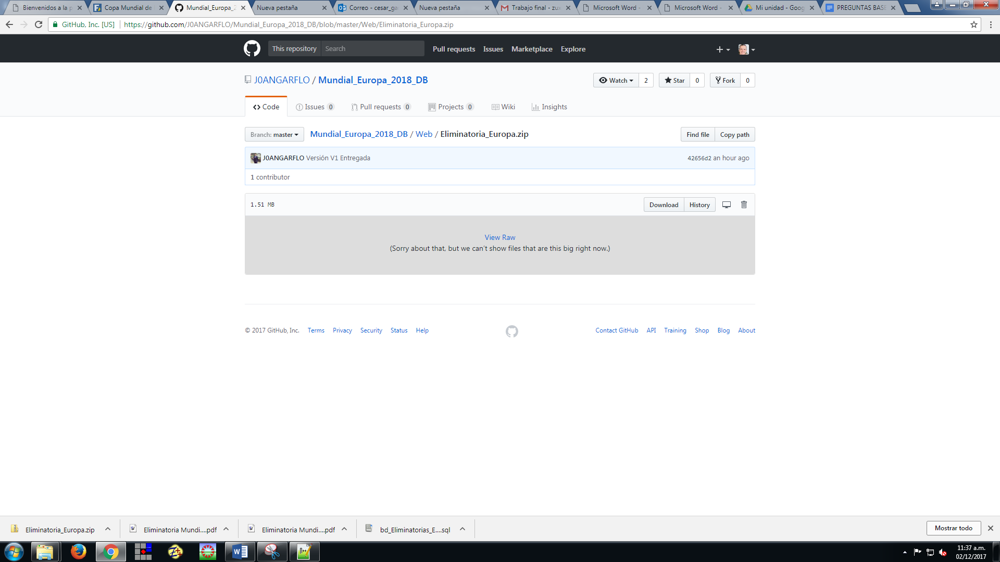 Bienvenidos a la p
Copa Mundial de
Mundial_Europa_2
Nueva pestaña
Correo - cesar_ga
Nueva pestaña
Trabajo final - zux
Microsoft Word -
Microsoft Word -
Mi unidad - Goog
PREGUNTAS BASE
GitHub, Inc. [US]
https://github.com/J0ANGARFLO/Mundial_Europa_2018_DB/blob/master/Web/Eliminatoria_Europa.zip
This repository Search Pull requests Issues Marketplace Explore
J0ANGARFLO / Mundial_Europa_2018_DB
Watch 2 Star 0 Fork 0
Code Issues 0 Pull requests 0 Projects 0 Wiki Insights
Branch: master Mundial_Europa_2018_DB / Web / Eliminatoria_Europa.zip Find file Copy path
J0ANGARFLO Versión V1 Entregada 42656d2 an hour ago
1 contributor
1.51 MB Download History
View Raw
(Sorry about that, but we can't show files that are this big right now.)
© 2017 GitHub, Inc. Terms Privacy Security Status Help Contact GitHub API Training Shop Blog About
Eliminatoria_Europa.zip Eliminatoria Mundi....pdf Eliminatoria Mundi....pdf bd_Eliminatorias_E....sql Mostrar todo
11:37 a.m.
02/12/2017